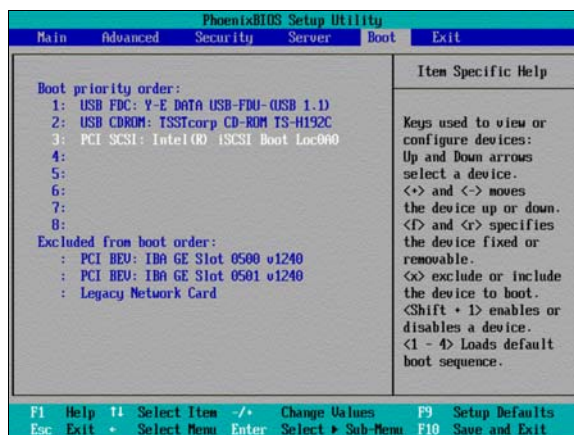 PhoenixBIOS Setup Utility
Main Advanced Security Server Boot Exit
Boot priority order:
1: USB FDC: Y-E DATA USB-FDU-(USB 1.1)
2: USB CDROM: TSSTcorp CD-ROM TS-H192C
3: PCI SCSI: Intel(R) iSCSI Boot Loc0A0
4:
5:
6:
7:
8:
Excluded from boot order:
: PCI BEV: IBA GE Slot 0500 v1240
: PCI BEV: IBA GE Slot 0501 v1240
: Legacy Network Card
Item Specific Help
Keys used to view or
configure devices:
Up and Down arrows
select a device.
<+> and <-> moves
the device up or down.
<f> and <r> specifies
the device fixed or
removable.
<x> exclude or include
the device to boot.
<Shift + 1> enables or
disables a device.
<1 - 4> Loads default
boot sequence.
F1 Help ↑↓ Select Item -/+ Change Values F9 Setup Defaults
Esc Exit ← Select Menu Enter Select ▶ Sub-Menu F10 Save and Exit